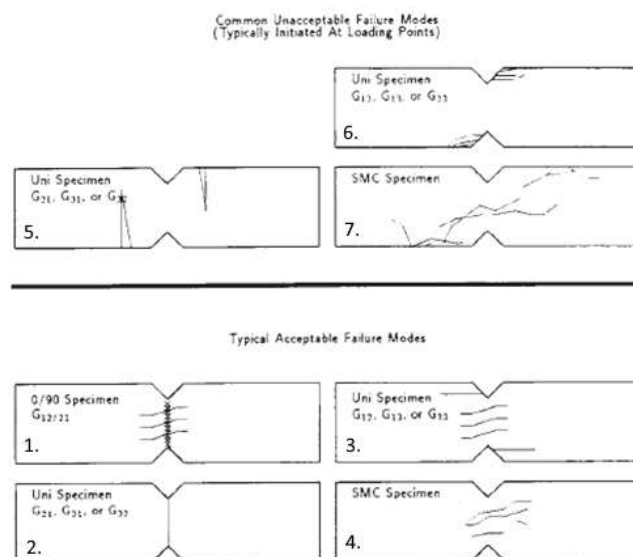 Common Unacceptable Failure Modes
(Typically Initiated At Loading Points)
Uni Specimen
G₁₂, G₁₃, or G₂₃
6.
Uni Specimen
G₂₁, G₃₁, or G₃₂
5.
SMC Specimen
7.
Typical Acceptable Failure Modes
0/90 Specimen
G₁₂/₂₁
1.
Uni Specimen
G₁₂, G₁₃, or G₂₃
3.
Uni Specimen
G₂₁, G₃₁, or G₃₂
2.
SMC Specimen
4.